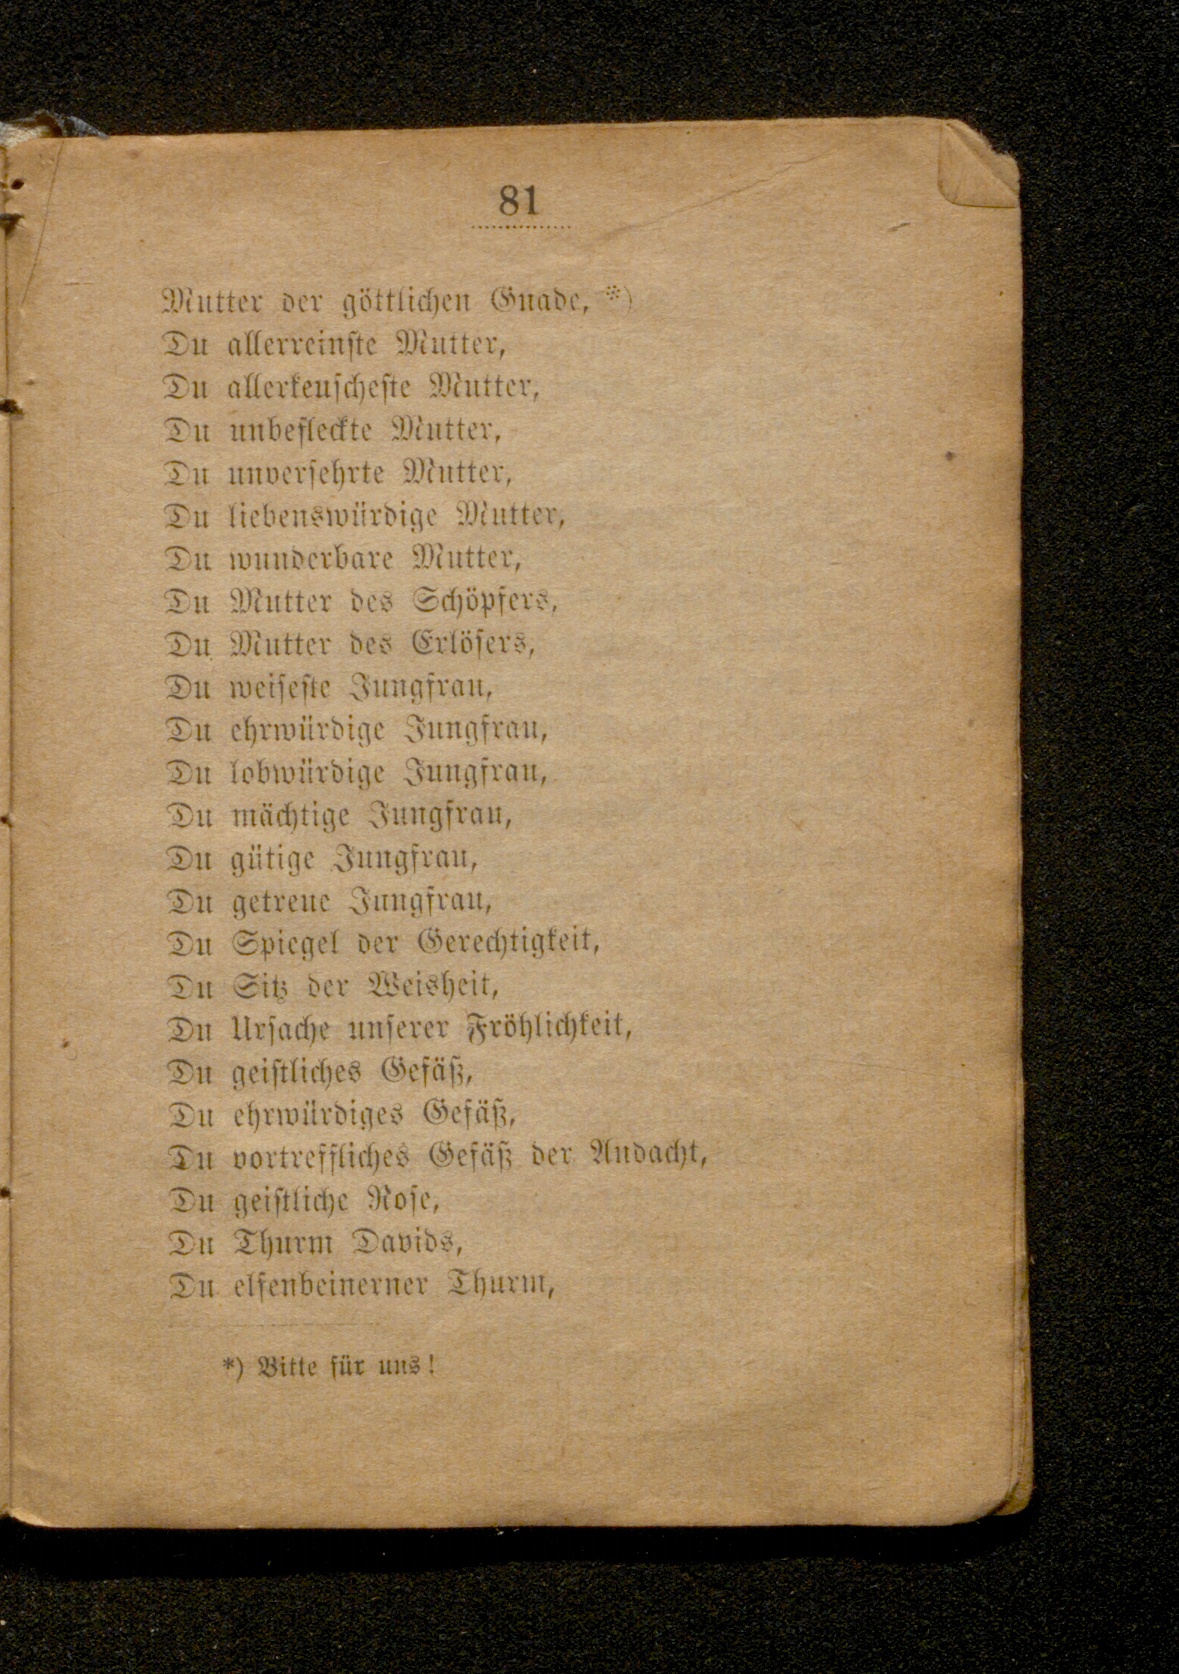 81
Mutter der göttlichen Gnade, *)
Du allerreinste Mutter,
Du allerkeuscheste Mutter,
Du unbefleckte Mutter,
Du unversehrte Mutter,
Du liebenswürdige Mutter,
Du wunderbare Mutter,
Du Mutter des Schöpfers,
Du Mutter des Erlösers,
Du weiseste Jungfrau,
Du ehrwürdige Jungfrau,
Du lobwürdige Jungfrau,
Du mächtige Jungfrau,
Du gütige Jungfrau,
Du getreue Jungfrau,
Du Spiegel der Gerechtigkeit,
Du Sitz der Weisheit,
Du Ursache unserer Fröhlichkeit,
Du geistliches Gefäß,
Du ehrwürdiges Gefäß,
Du vortreffliches Gefäß der Andacht,
Du geistliche Rose,
Du Thurm Davids,
Du elfenbeinerner Thurm,
*) Bitte für uns!